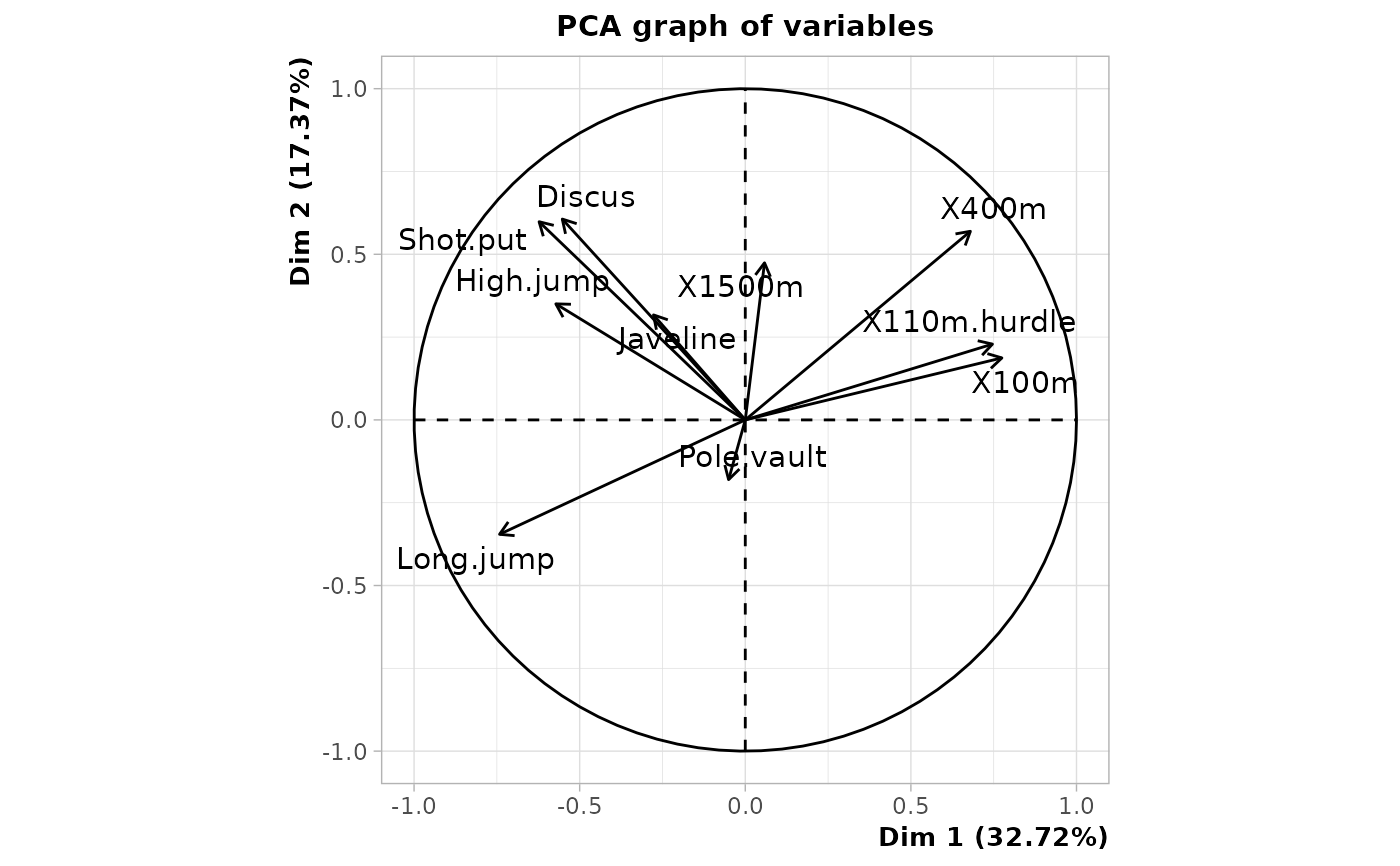 PCA graph of variables
Dim 2 (17.37%)
1.0
0.5
0.0
-0.5
-1.0
Discus
X400m
Shot.put
High.jump
X1500m
X110m.hurdle
Javeline
X100m
Pole.vault
Long.jump
-1.0 -0.5 0.0 0.5 1.0
Dim 1 (32.72%)